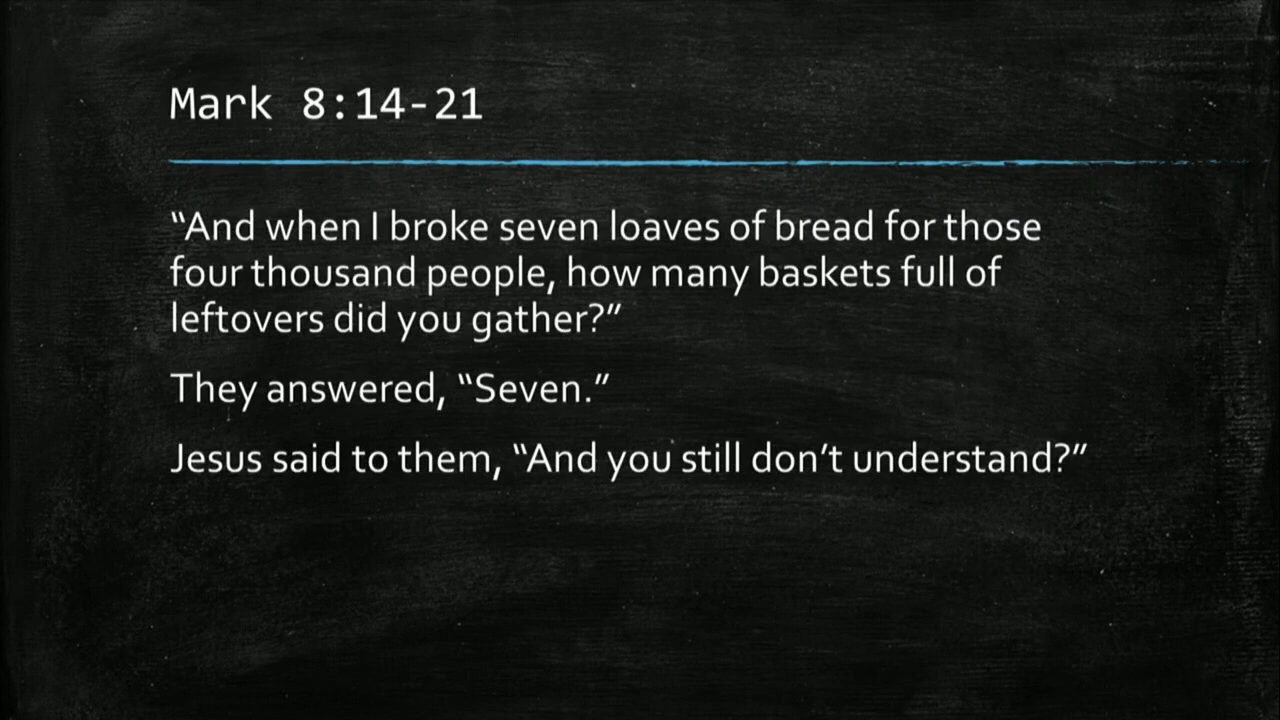 Mark 8:14-21
“And when I broke seven loaves of bread for those
four thousand people, how many baskets full of
leftovers did you gather?”
They answered, “Seven.”
Jesus said to them, “And you still don’t understand?”